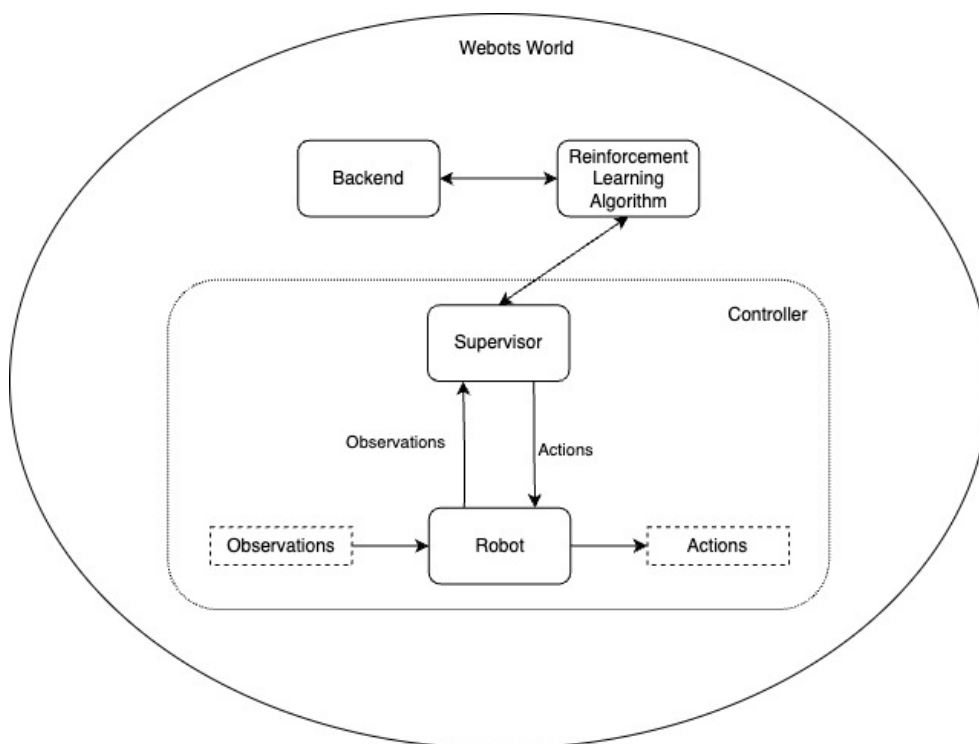 Webots World
Backend
Reinforcement
Learning
Algorithm
Controller
Supervisor
Observations
Actions
Observations
Robot
Actions